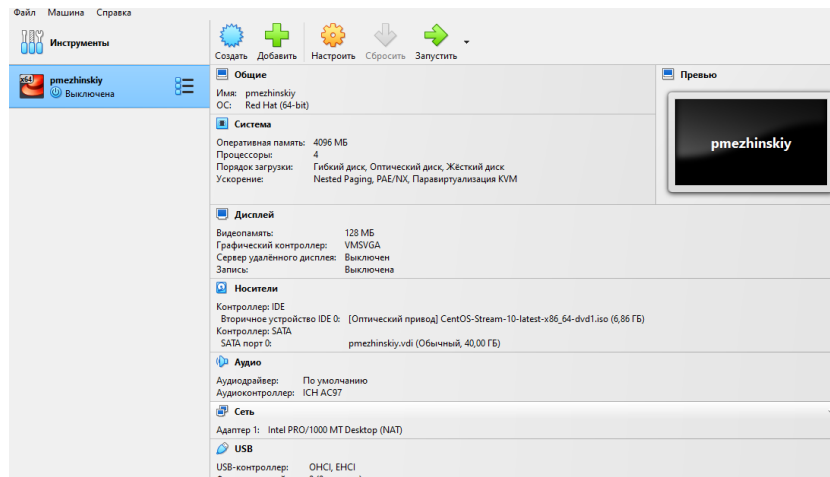 Файл Машина Справка
Инструменты
Создать Добавить Настроить Сбросить Запустить
x64 pmezhinskiy
Выключена
Общие
Имя: pmezhinskiy
ОС: Red Hat (64-bit)
Превью
pmezhinskiy
Система
Оперативная память: 4096 МБ
Процессоры: 4
Порядок загрузки: Гибкий диск, Оптический диск, Жёсткий диск
Ускорение: Nested Paging, PAE/NX, Паравиртуализация KVM
Дисплей
Видеопамять: 128 МБ
Графический контроллер: VMSVGA
Сервер удалённого дисплея: Выключен
Запись: Выключена
Носители
Контроллер: IDE
Вторичное устройство IDE 0: [Оптический привод] CentOS-Stream-10-latest-x86_64-dvd1.iso (6,86 ГБ)
Контроллер: SATA
SATA порт 0: pmezhinskiy.vdi (Обычный, 40,00 ГБ)
Аудио
Аудиодрайвер: По умолчанию
Аудиоконтроллер: ICH AC97
Сеть
Адаптер 1: Intel PRO/1000 MT Desktop (NAT)
USB
USB-контроллер: OHCI, EHCI